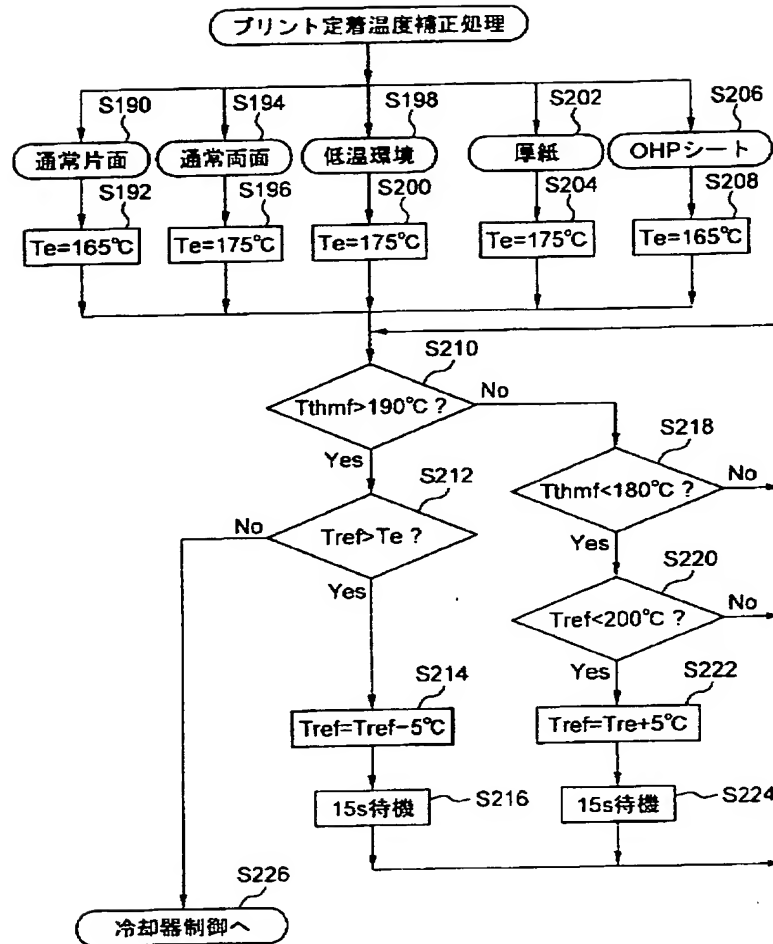 プリント定着温度補正処理
S190
S194
S198
S202
S206
通常片面
通常両面
低温環境
厚紙
OHPシート
S192
S196
S200
S204
S208
Te=165℃
Te=175℃
Te=175℃
Te=175℃
Te=165℃
S210
Tthmf>190℃?
No
Yes
S218
Tthmf<180℃?
No
Yes
S212
No
Tref>Te?
Yes
S220
Tref<200℃?
No
Yes
S214
Tref=Tref-5℃
S222
Tref=Tre+5℃
15s待機
S216
15s待機
S224
S226
冷却器制御へ